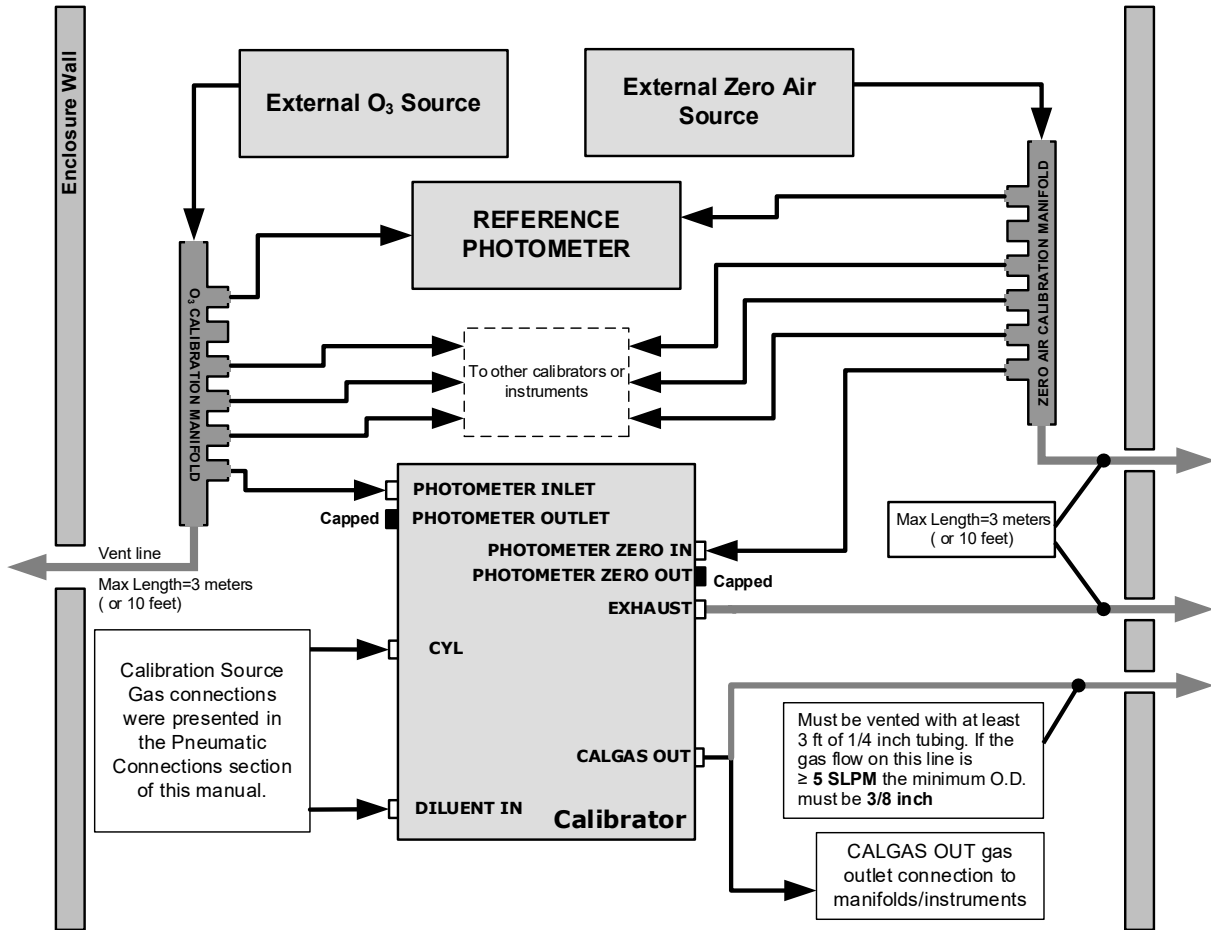 Enclosure Wall
External O₃ Source
External Zero Air
Source
REFERENCE
PHOTOMETER
O₃ CALIBRATION MANIFOLD
ZERO AIR CALIBRATION MANIFOLD
To other calibrators or
instruments
PHOTOMETER INLET
Capped
PHOTOMETER OUTLET
PHOTOMETER ZERO IN
PHOTOMETER ZERO OUT
Capped
EXHAUST
Max Length=3 meters
( or 10 feet)
Vent line
Max Length=3 meters
( or 10 feet)
CYL
Calibration Source
Gas connections
were presented in
the Pneumatic
Connections section
of this manual.
CALGAS OUT
DILUENT IN
Calibrator
Must be vented with at least
3 ft of 1/4 inch tubing. If the
gas flow on this line is
≥ 5 SLPM the minimum O.D.
must be 3/8 inch
CALGAS OUT gas
outlet connection to
manifolds/instruments